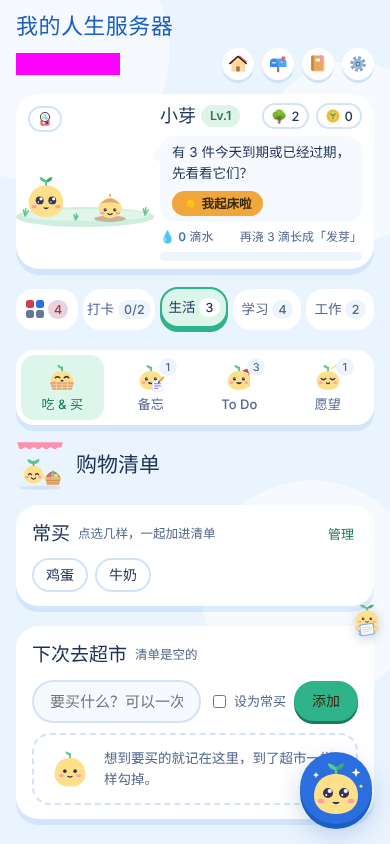 我的人生服务器
小芽 Lv.1 2 0
有 3 件今天到期或已经过期，
先看看它们?
我起床啦
0 滴水 再浇 3 滴长成「发芽」
4 打卡 0/2 生活 3 学习 4 工作 2
1 3 1
吃 & 买 备忘 To Do 愿望
购物清单
常买 点选几样，一起加进清单 管理
鸡蛋 牛奶
下次去超市 清单是空的
要买什么？可以一次 设为常买 添加
想到要买的就记在这里，到了超市一
样勾掉。